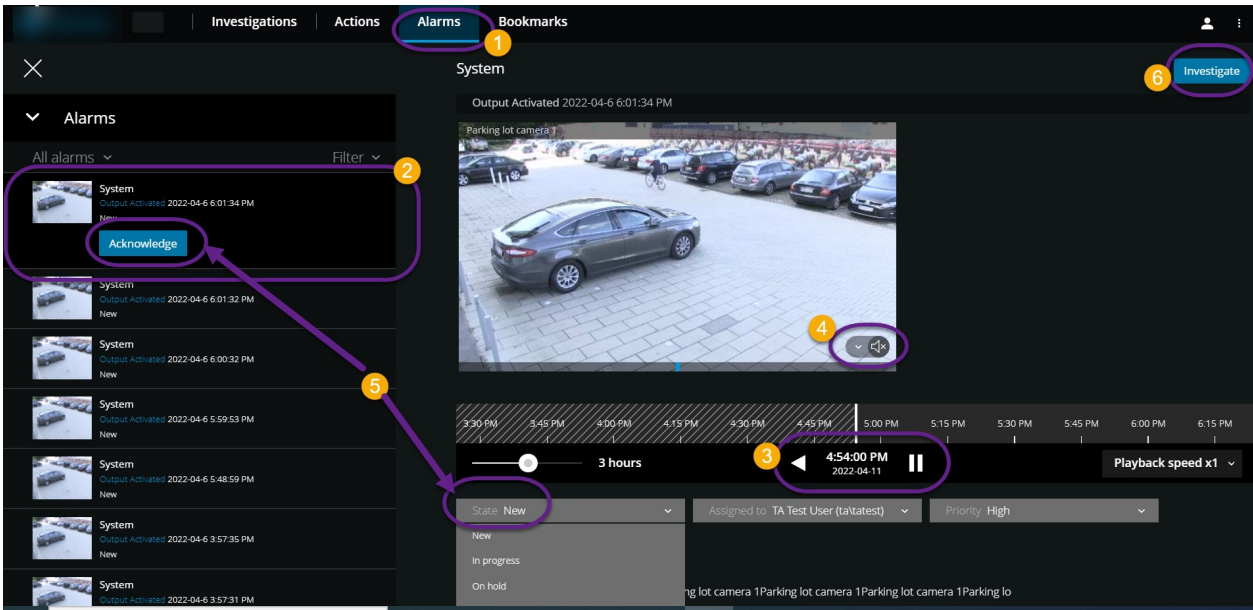 Investigations
Actions
Alarms
Bookmarks
1
System
6
Investigate
Output Activated 2022-04-6 6:01:34 PM
Alarms
All alarms
Filter
2
System
Output Activated 2022-04-6 6:01:34 PM
New
Acknowledge
System
Output Activated 2022-04-6 6:01:32 PM
New
System
Output Activated 2022-04-6 6:00:32 PM
New
System
Output Activated 2022-04-6 5:59:53 PM
New
System
Output Activated 2022-04-6 5:48:59 PM
New
System
Output Activated 2022-04-6 3:57:35 PM
New
System
Output Activated 2022-04-6 3:57:31 PM
5
Parking lot camera 1
4
3:30 PM 3:45 PM 4:00 PM 4:15 PM 4:30 PM 4:45 PM 5:00 PM 5:15 PM 5:30 PM 5:45 PM 6:00 PM 6:15 PM
3 hours
3
4:54:00 PM
2022-04-11
Playback speed x1
State New
Assigned to TA Test User (ta\tatest)
Priority High
New
In progress
On hold
ng lot camera 1Parking lot camera 1Parking lot camera 1Parking lo